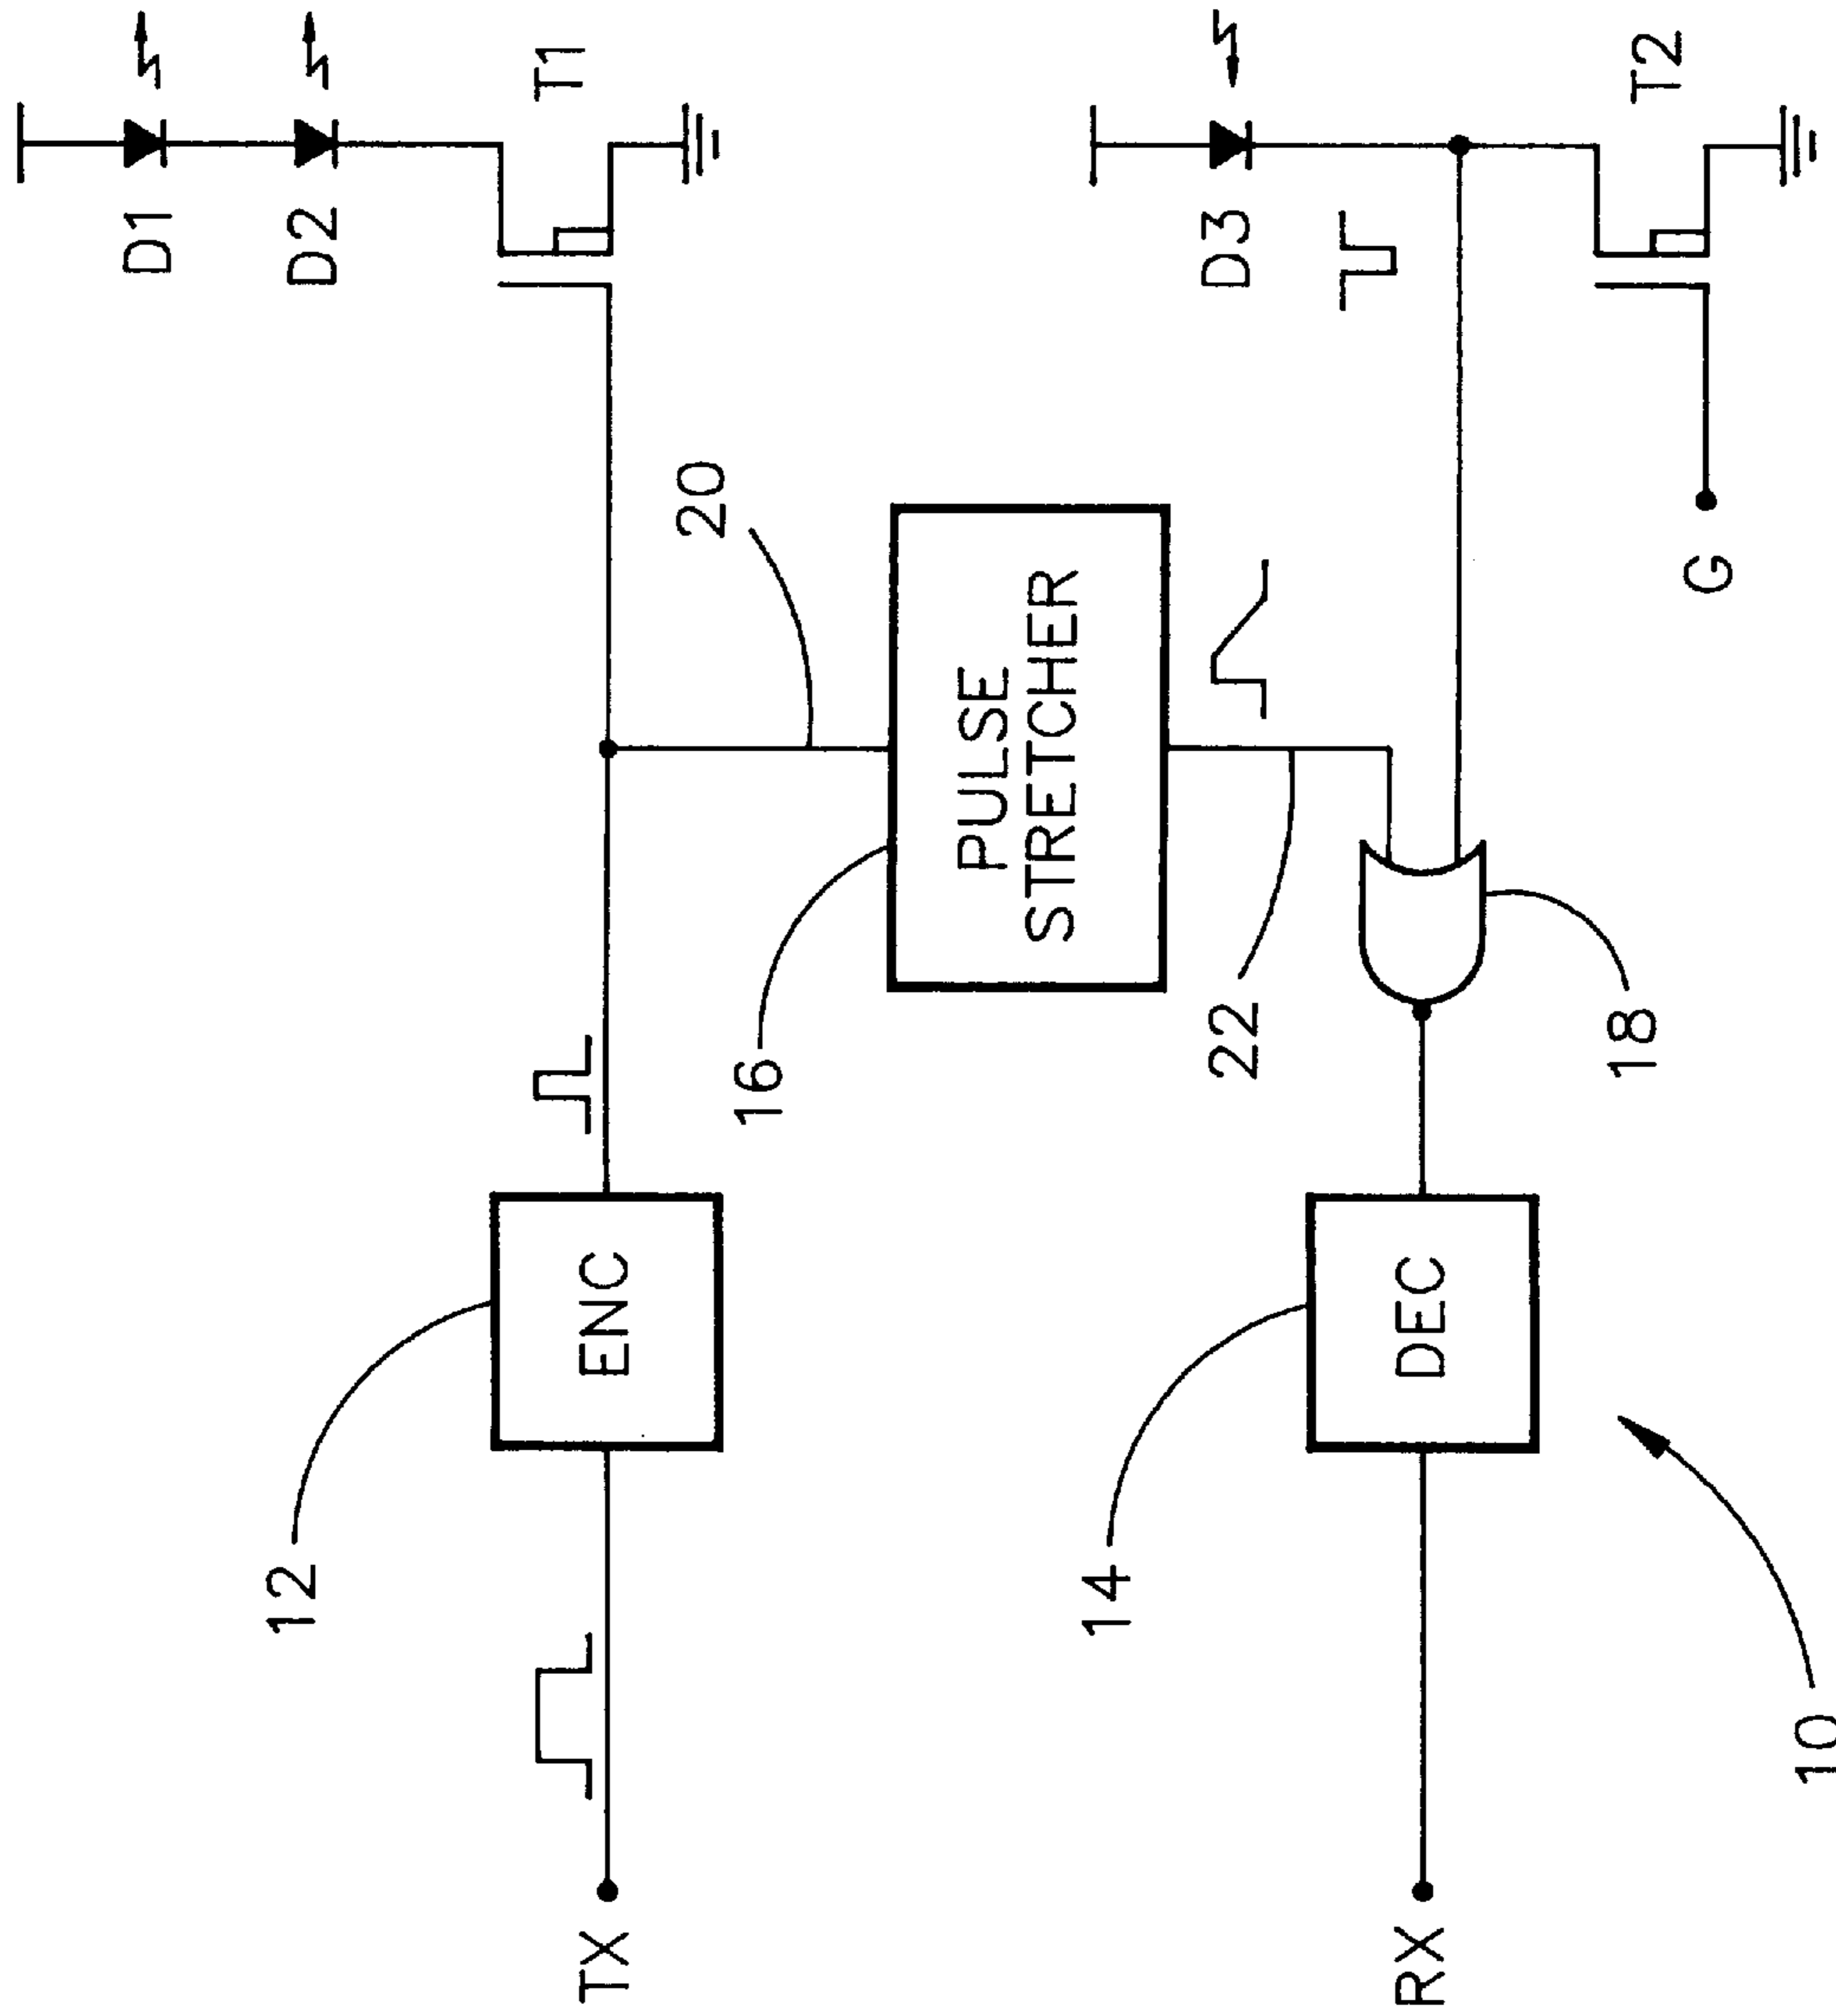 D1
12
D2
T1
TX
ENC
20
16
PULSE
STRETCHER
14
22
D3
RX
DEC
18
T2
G
10